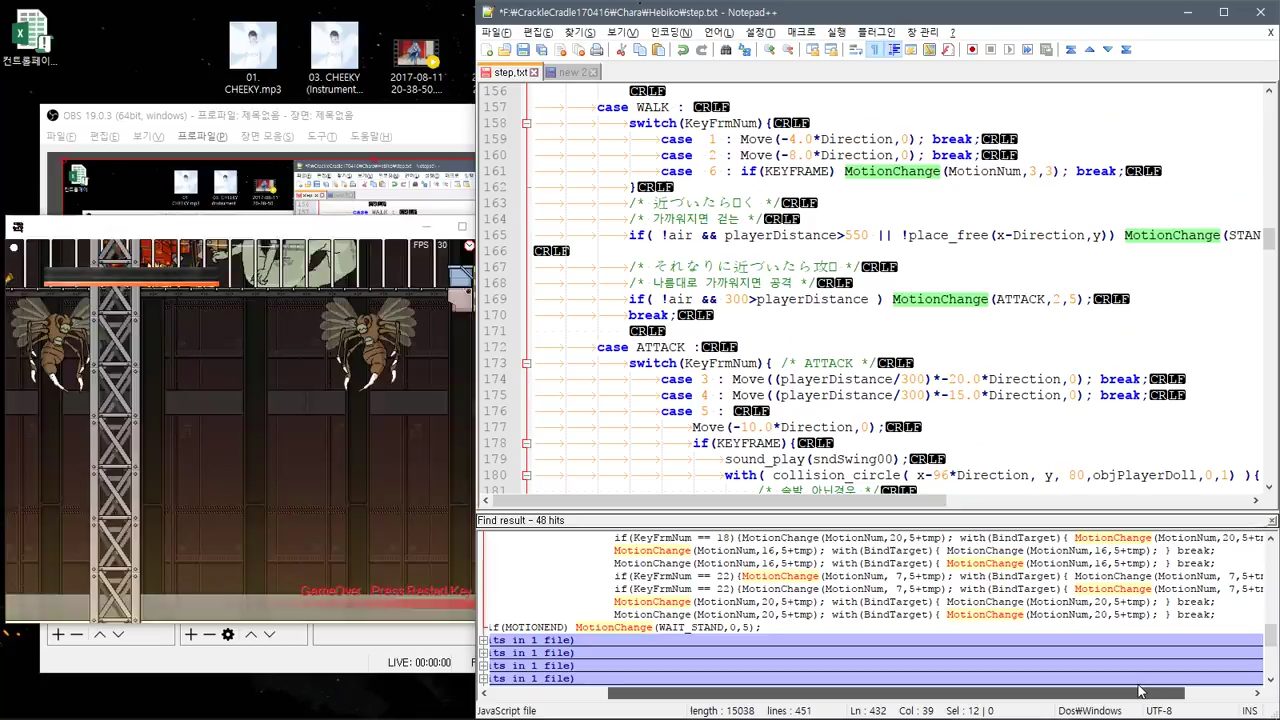 *F:₩CrackleCradle170416₩Chara₩Hebiko₩step.txt - Notepad++
파일(F) 편집(E) 찾기(S) 보기(V) 인코딩(N) 언어(L) 설정(T) 매크로 실행 플러그인 창 관리 ?
step.txt new 2
컨트롬페이...
01. CHEEKY.mp3
03. CHEEKY (Instrument...
2017-08-11 20-38-50....
OBS 19.0.3 (64bit, windows) - 프로파일: 제목없음 - 장면: 제목없음
파일(F) 편집(E) 보기(V) 프로파일(P) 장면 모음(S) 도구(T) 도움말(H)
FPS 30
GameOver Press Restad Key
LIVE: 00:00:00
156 CRLF
157 case WALK : CRLF
158 switch(KeyFrmNum){CRLF
159 case 1 : Move(-4.0*Direction,0); break;CRLF
160 case 2 : Move(-8.0*Direction,0); break;CRLF
161 case 6 : if(KEYFRAME) MotionChange(MotionNum,3,3); break;CRLF
162 }CRLF
163 /* 近づいたら□く */CRLF
164 /* 가까워지면 걷는 */CRLF
165 if( !air && playerDistance>550 || !place_free(x-Direction,y)) MotionChange(STAN
CRLF
166
167 /* それなりに近づいたら攻□ */CRLF
168 /* 나름대로 가까워지면 공격 */CRLF
169 if( !air && 300>playerDistance ) MotionChange(ATTACK,2,5);CRLF
170 break;CRLF
171 CRLF
172 case ATTACK :CRLF
173 switch(KeyFrmNum){ /* ATTACK */CRLF
174 case 3 : Move((playerDistance/300)*-20.0*Direction,0); break;CRLF
175 case 4 : Move((playerDistance/300)*-15.0*Direction,0); break;CRLF
176 case 5 : CRLF
177 Move(-10.0*Direction,0);CRLF
178 if(KEYFRAME){CRLF
179 sound_play(sndSwing00);CRLF
180 with( collision_circle( x-96*Direction, y, 80,objPlayerDoll,0,1) ){
181 /* 속박 아닌경우 */CRLF
Find result - 48 hits
if(KeyFrmNum == 18){MotionChange(MotionNum,20,5+tmp); with(BindTarget){ MotionChange(MotionNum,20,5+tm
MotionChange(MotionNum,16,5+tmp); with(BindTarget){ MotionChange(MotionNum,16,5+tmp); } break;
MotionChange(MotionNum,16,5+tmp); with(BindTarget){ MotionChange(MotionNum,16,5+tmp); } break;
if(KeyFrmNum == 22){MotionChange(MotionNum, 7,5+tmp); with(BindTarget){ MotionChange(MotionNum, 7,5+tm
if(KeyFrmNum == 22){MotionChange(MotionNum, 7,5+tmp); with(BindTarget){ MotionChange(MotionNum, 7,5+tm
MotionChange(MotionNum,20,5+tmp); with(BindTarget){ MotionChange(MotionNum,20,5+tmp); } break;
MotionChange(MotionNum,20,5+tmp); with(BindTarget){ MotionChange(MotionNum,20,5+tmp); } break;
if(MOTIONEND) MotionChange(WAIT_STAND,0,5);
its in 1 file)
its in 1 file)
its in 1 file)
its in 1 file)
JavaScript file length : 15038 lines : 451 Ln : 432 Col : 39 Sel : 12 | 0 Dos₩Windows UTF-8 INS